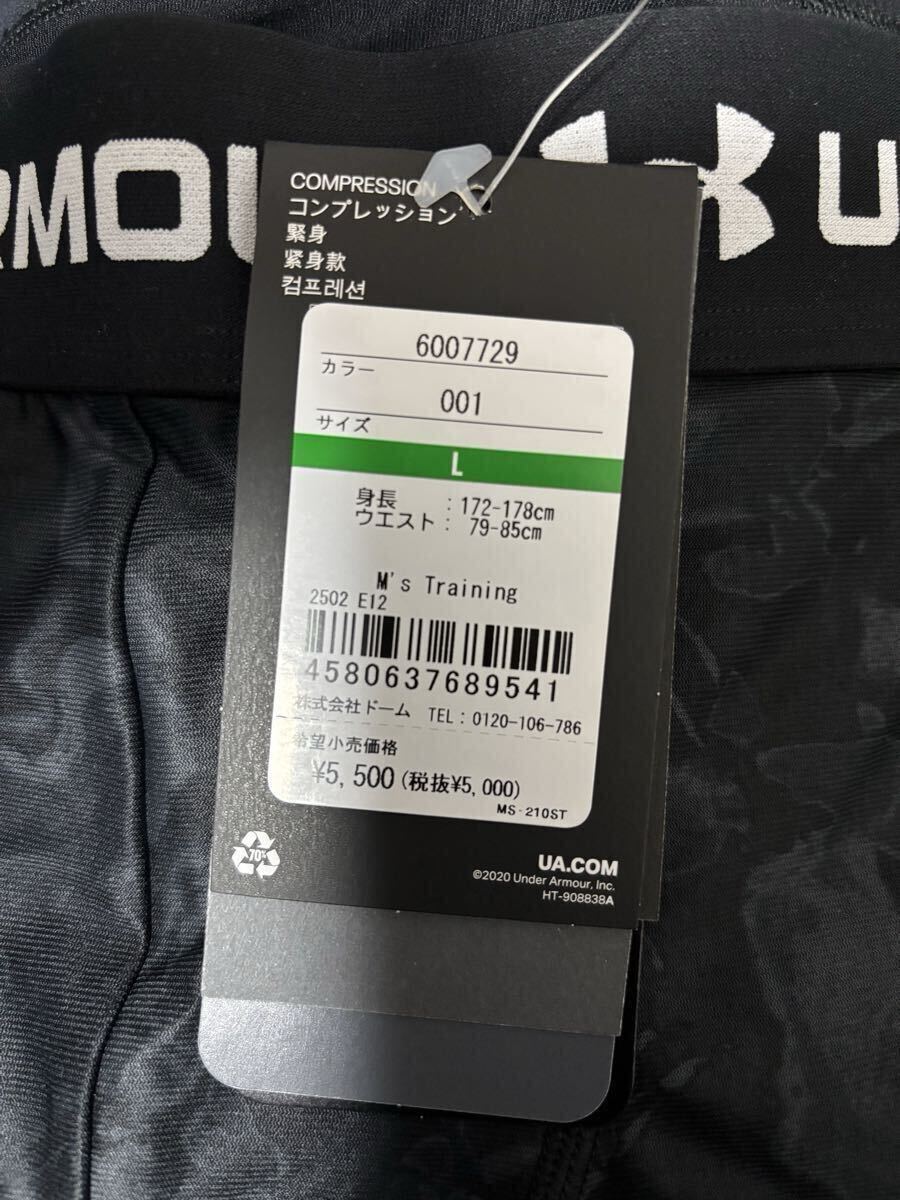 RMOU
U
COMPRESSION
コンプレッション
緊身
紧身款
컴프레션
6007729
カラー
001
サイズ
L
身長 : 172-178cm
ウエスト : 79-85cm
M's Training
2502 E12
4580637689541
株式会社ドーム TEL : 0120-106-786
希望小売価格
¥5,500(税抜¥5,000)
MS-210ST
70%
UA.COM
©2020 Under Armour, Inc.
HT-908838A